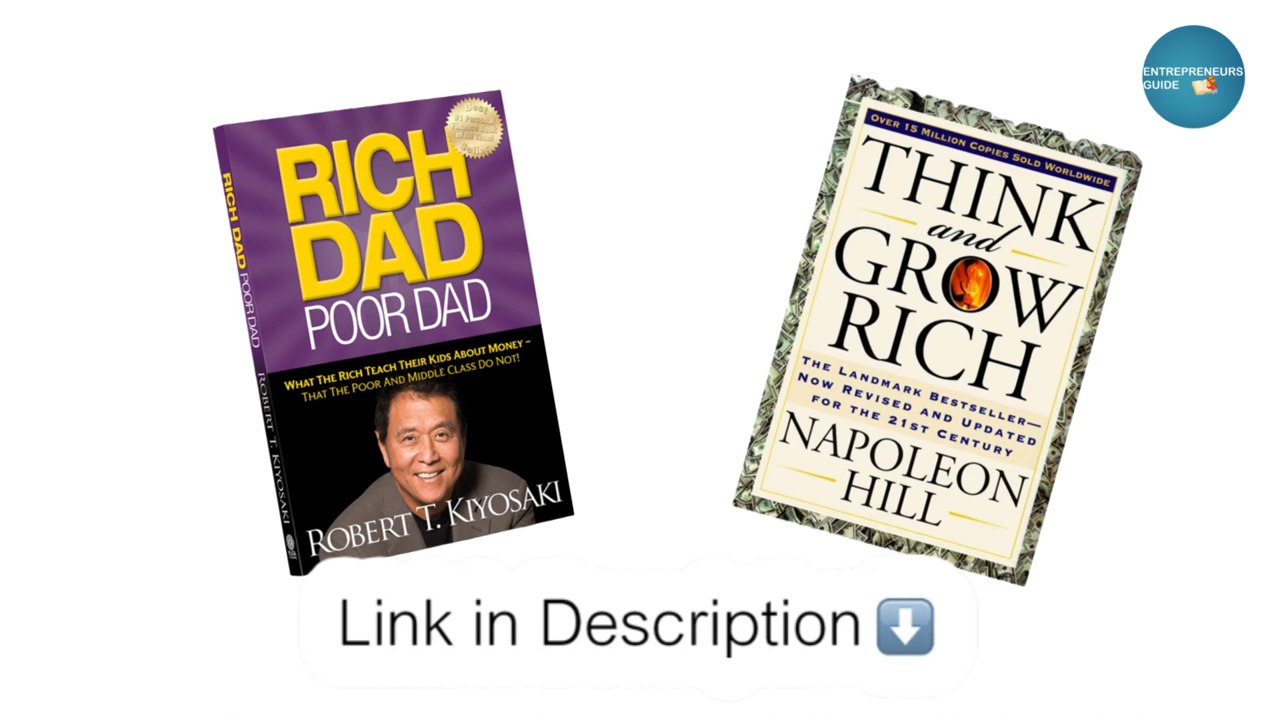 ENTREPRENEURS
GUIDE
RICH
DAD
POOR DAD
WHAT THE RICH TEACH THEIR KIDS ABOUT MONEY –
THAT THE POOR AND MIDDLE CLASS DO NOT!
ROBERT T. KIYOSAKI
RICH DAD POOR DAD ROBERT T. KIYOSAKI
OVER 15 MILLION COPIES SOLD WORLDWIDE
THINK
and
GROW
RICH
THE LANDMARK BESTSELLER—
NOW REVISED AND UPDATED
FOR THE 21ST CENTURY
NAPOLEON
HILL
Link in Description ⬇